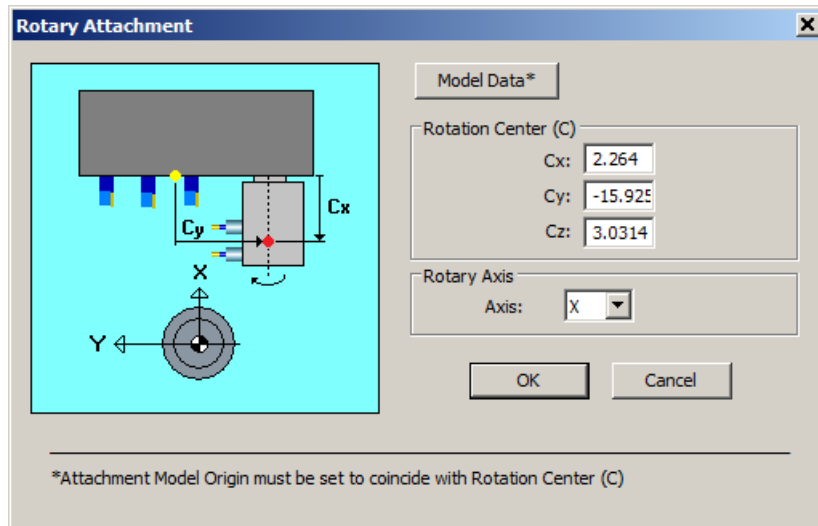 Rotary Attachment
Model Data*
Rotation Center (C)
Cx: 2.264
Cy: -15.925
Cz: 3.0314
Rotary Axis
Axis: X
Cx
Cy
X
Y
OK Cancel
*Attachment Model Origin must be set to coincide with Rotation Center (C)